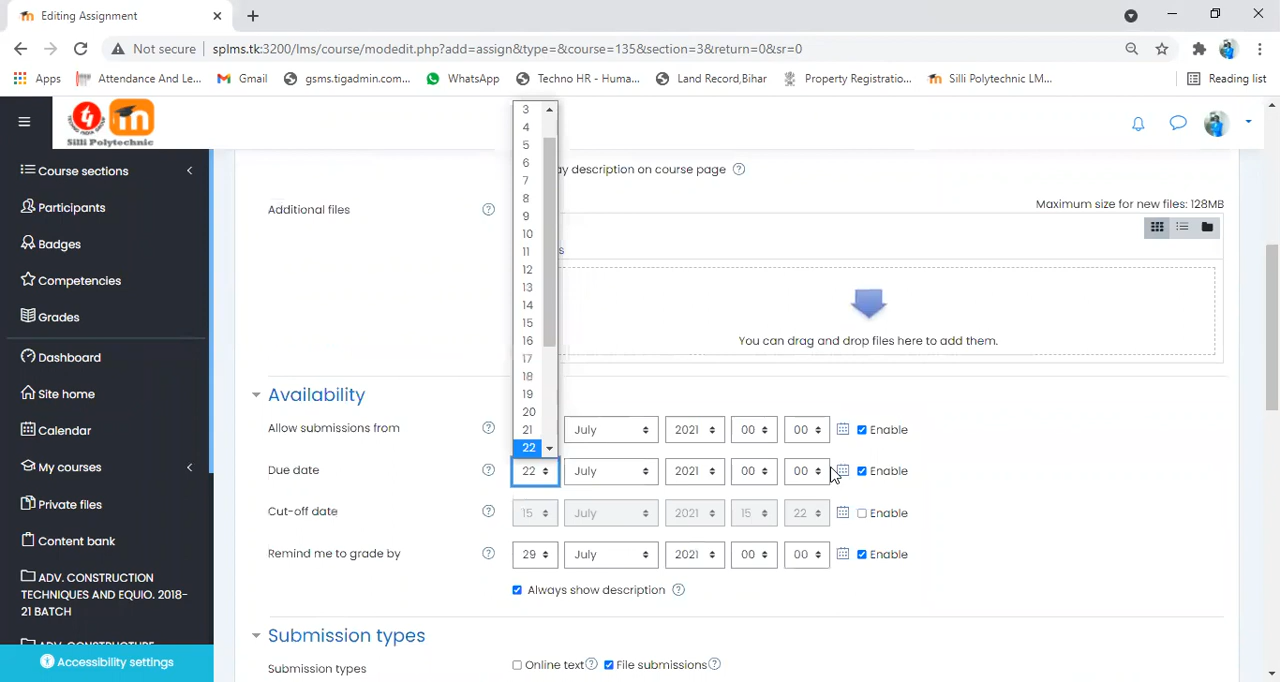 Editing Assignment
Not secure splms.tk:3200/lms/course/modedit.php?add=assign&type=&course=135&section=3&return=0&sr=0
Apps Attendance And Le... Gmail gsms.tigadmin.com... WhatsApp Techno HR - Huma... Land Record,Bihar Property Registratio... Silli Polytechnic LM... Reading list
Silli Polytechnic
Course sections
Participants
Badges
Competencies
Grades
Dashboard
Site home
Calendar
My courses
Private files
Content bank
ADV. CONSTRUCTION
TECHNIQUES AND EQUIO. 2018-
21 BATCH
Accessibility settings
ay description on course page
Additional files
Maximum size for new files: 128MB
s
You can drag and drop files here to add them.
3
4
5
6
7
8
9
10
11
12
13
14
15
16
17
18
19
20
21
22
Availability
Allow submissions from July 2021 00 00 Enable
Due date 22 July 2021 00 00 Enable
Cut-off date 15 July 2021 15 22 Enable
Remind me to grade by 29 July 2021 00 00 Enable
Always show description
Submission types
Submission types Online text File submissions